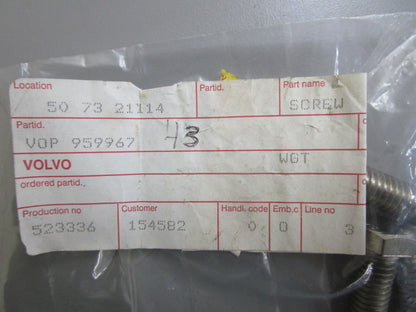 Location Partid. Part name
50 73 21114 SCREW
Partid.
VOP 959967 43
VOLVO WGT
ordered partid.
Production no Customer Handl. code Emb.c Line no
523336 154582 0 0 3